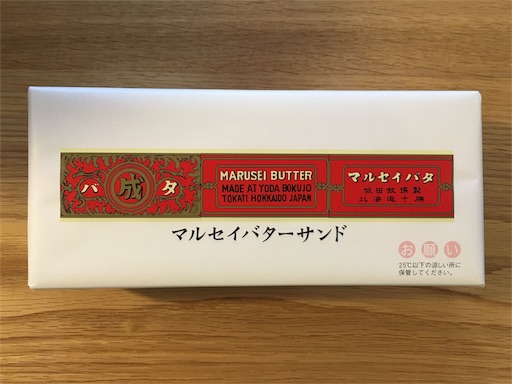 バ 成 タ
MARUSEI BUTTER
MADE AT YODA BOKUJO
TOKATI HOKKAIDO JAPAN
マルセイバタ
依田牧場製
北海道十勝
マルセイバターサンド
お願い
25℃以下の涼しい所に
保管してください。